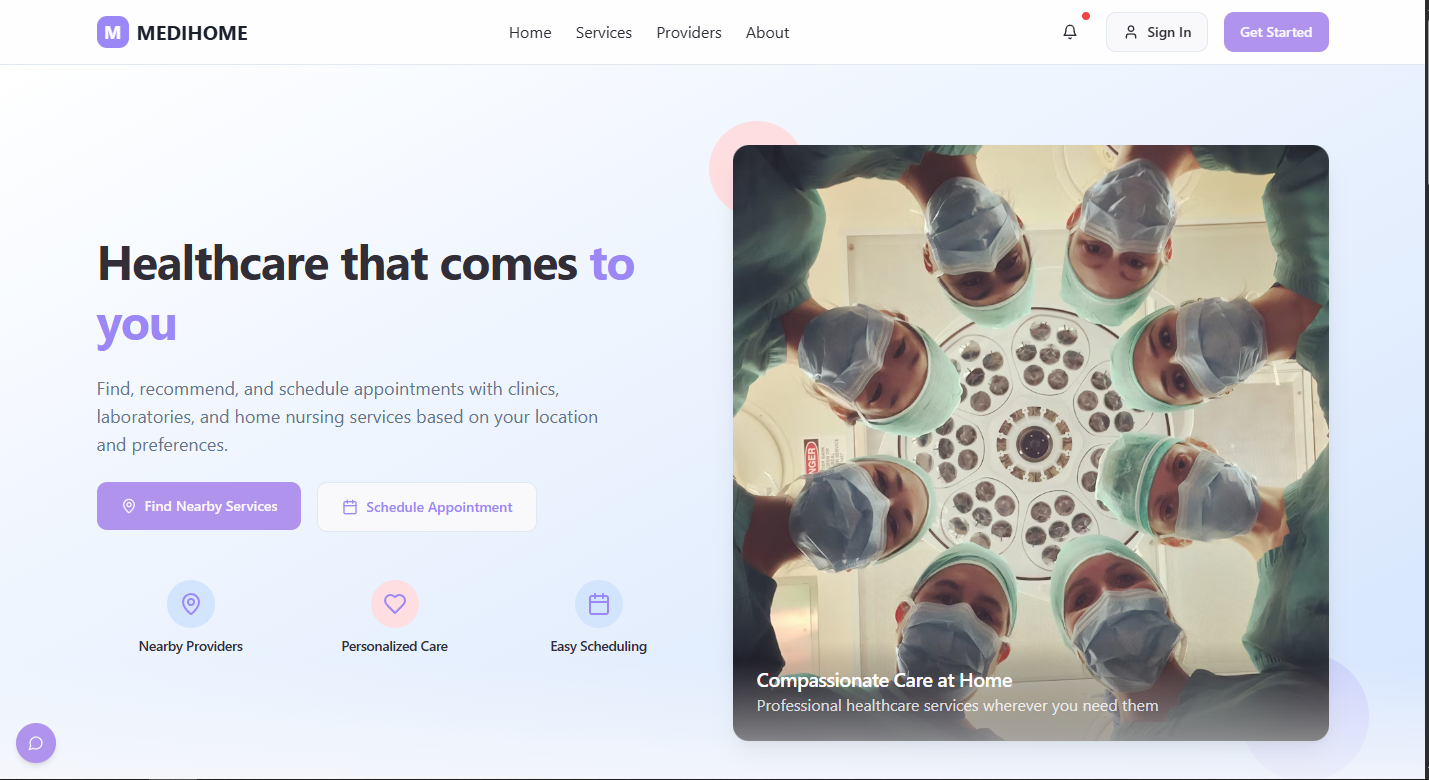 M MEDIHOME
Home Services Providers About
Sign In
Get Started
Healthcare that comes to
you
Find, recommend, and schedule appointments with clinics,
laboratories, and home nursing services based on your location
and preferences.
Find Nearby Services
Schedule Appointment
Nearby Providers
Personalized Care
Easy Scheduling
DANGER
Compassionate Care at Home
Professional healthcare services wherever you need them